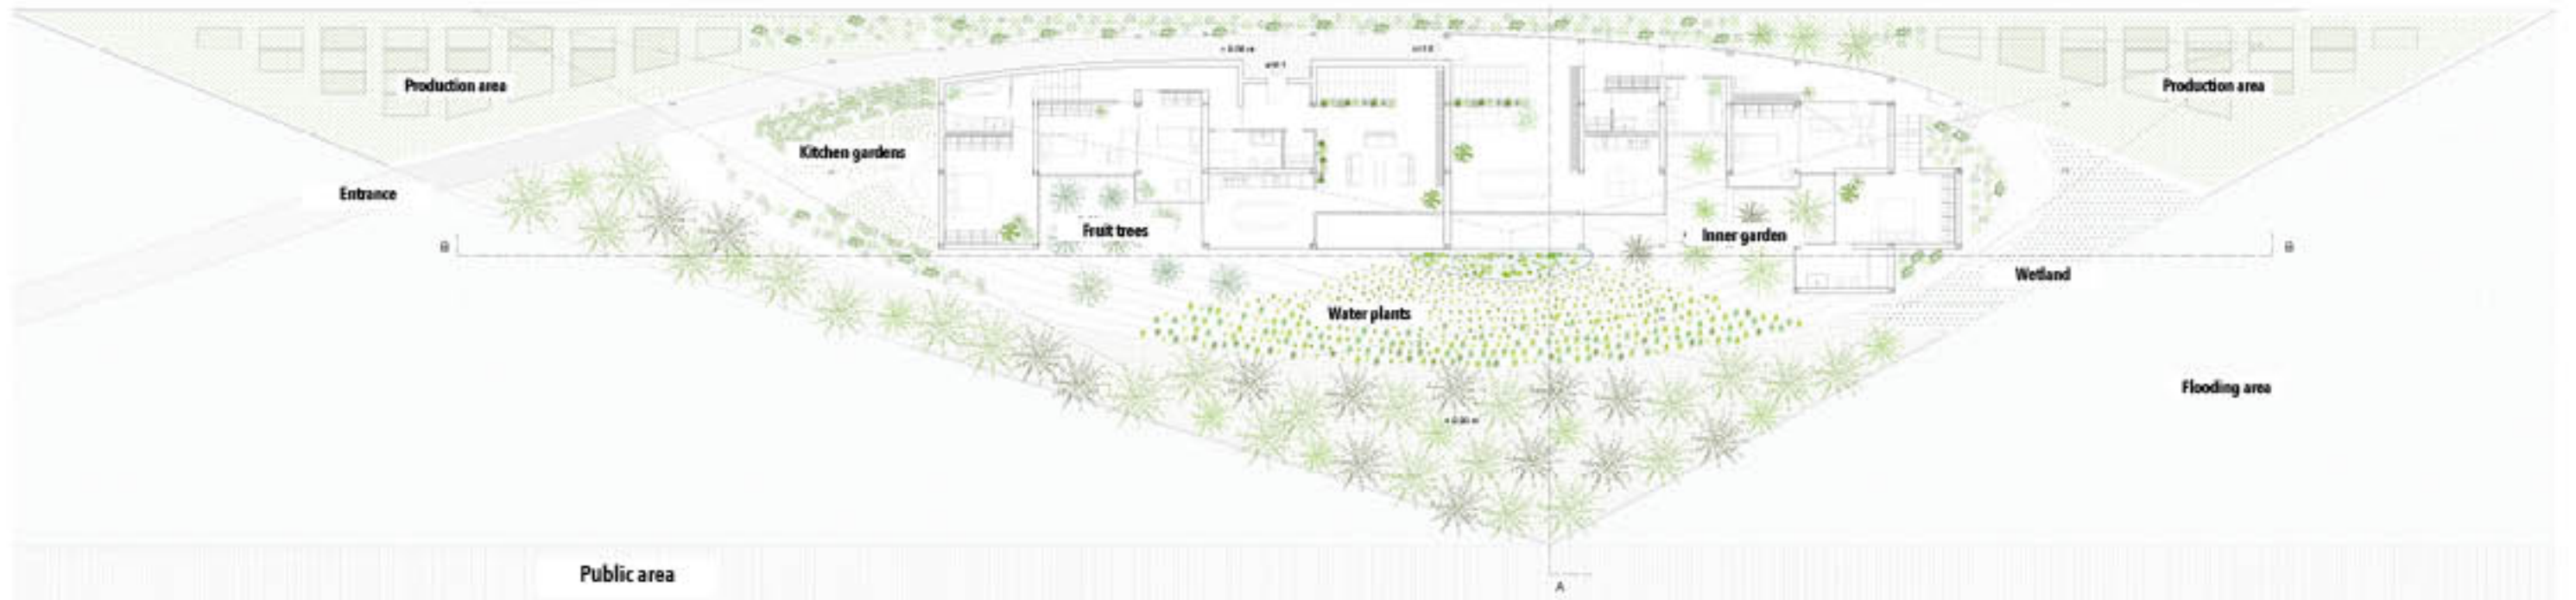 Production area
Production area
Kitchen gardens
Entrance
Fruit trees
Inner garden
B
B
Wetland
Water plants
Flooding area
Public area
A